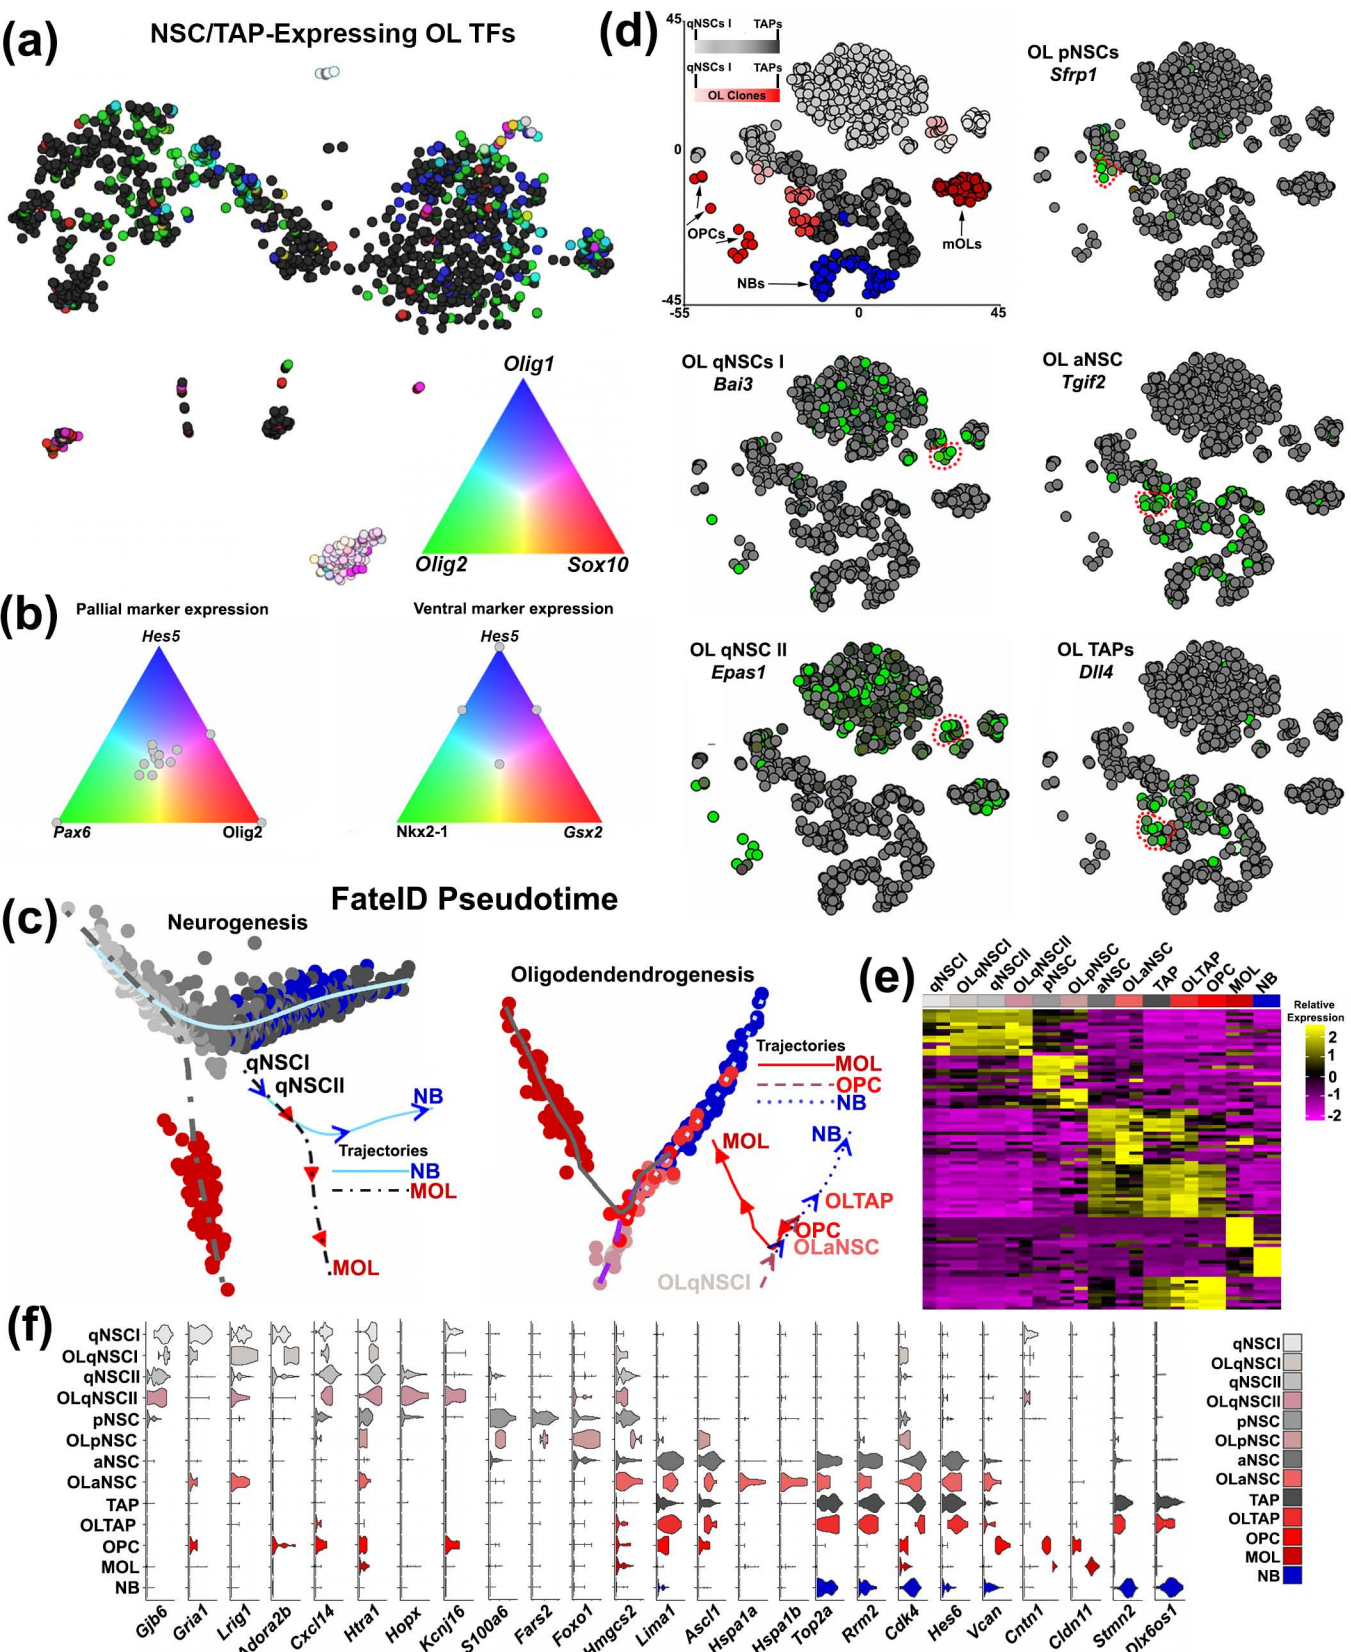 (a)
NSC/TAP-Expressing OL TFs
Olig1
Olig2
Sox10
(b)
Pallial marker expression
Hes5
Pax6
Olig2
Ventral marker expression
Hes5
Nkx2-1
Gsx2
(c)
FateID Pseudotime
Neurogenesis
qNSCI
qNSCII
NB
Trajectories
NB
MOL
MOL
Oligodendendrogenesis
Trajectories
MOL
OPC
NB
MOL
NB
OLTAP
OPC
OLaNSC
OLqNSCI
(d)
45
0
-45
-55
0
45
qNSCs I
TAPs
qNSCs I
TAPs
OL Clones
OPCs
mOLs
NBs
OL pNSCs
Sfrp1
OL qNSCs I
Bai3
OL aNSC
Tgif2
OL qNSC II
Epas1
OL TAPs
Dll4
(e)
qNSCI
OLqNSCI
qNSCII
OLqNSCII
pNSC
OLpNSC
aNSC
OLaNSC
TAP
OLTAP
OPC
MOL
NB
Relative
Expression
2
1
0
-1
-2
(f)
qNSCI
OLqNSCI
qNSCII
OLqNSCII
pNSC
OLpNSC
aNSC
OLaNSC
TAP
OLTAP
OPC
MOL
NB
Gjb6
Gria1
Lrig1
Adora2b
Cxcl14
Htra1
Hopx
Kcnj16
S100a6
Fars2
Foxo1
Hmgcs2
Lima1
Ascl1
Hspa1a
Hspa1b
Top2a
Rrm2
Cdk4
Hes6
Vcan
Cntn1
Cldn11
Stmn2
Dlx6os1
qNSCI
OLqNSCI
qNSCII
OLqNSCII
pNSC
OLpNSC
aNSC
OLaNSC
TAP
OLTAP
OPC
MOL
NB